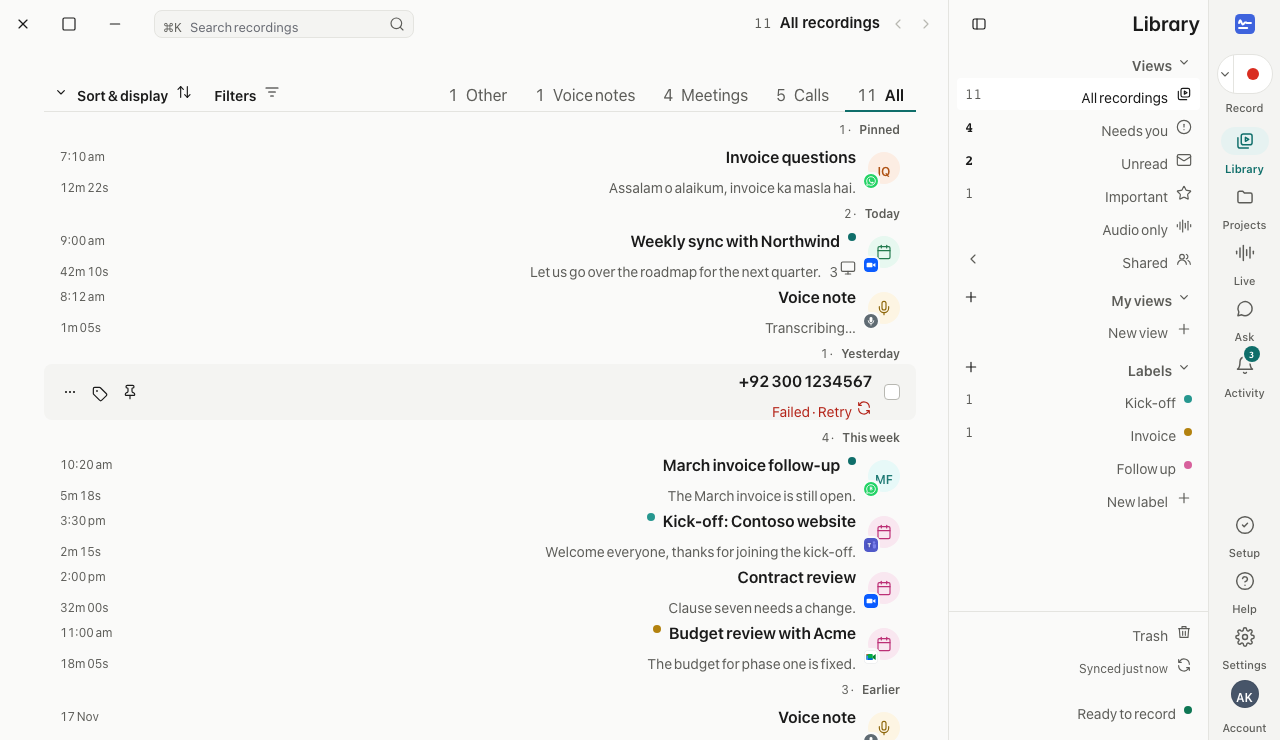 ⌘K Search recordings
11 All recordings
Library
Views
11 All recordings
4 Needs you
2 Unread
1 Important
Audio only
Shared
My views
New view
Labels
1 Kick-off
1 Invoice
Follow up
New label
Trash
Synced just now
Ready to record
Record
Library
Projects
Live
Ask
3
Activity
Setup
Help
Settings
AK
Account
Sort & display
Filters
1 Other
1 Voice notes
4 Meetings
5 Calls
11 All
1 · Pinned
7:10 am
Invoice questions
IQ
12m 22s
Assalam o alaikum, invoice ka masla hai.
2 · Today
9:00 am
Weekly sync with Northwind
42m 10s
Let us go over the roadmap for the next quarter. 3
8:12 am
Voice note
1m 05s
Transcribing...
1 · Yesterday
+92 300 1234567
Failed · Retry
4 · This week
10:20 am
March invoice follow-up
MF
5m 18s
The March invoice is still open.
3:30 pm
Kick-off: Contoso website
2m 15s
Welcome everyone, thanks for joining the kick-off.
2:00 pm
Contract review
32m 00s
Clause seven needs a change.
11:00 am
Budget review with Acme
18m 05s
The budget for phase one is fixed.
3 · Earlier
17 Nov
Voice note